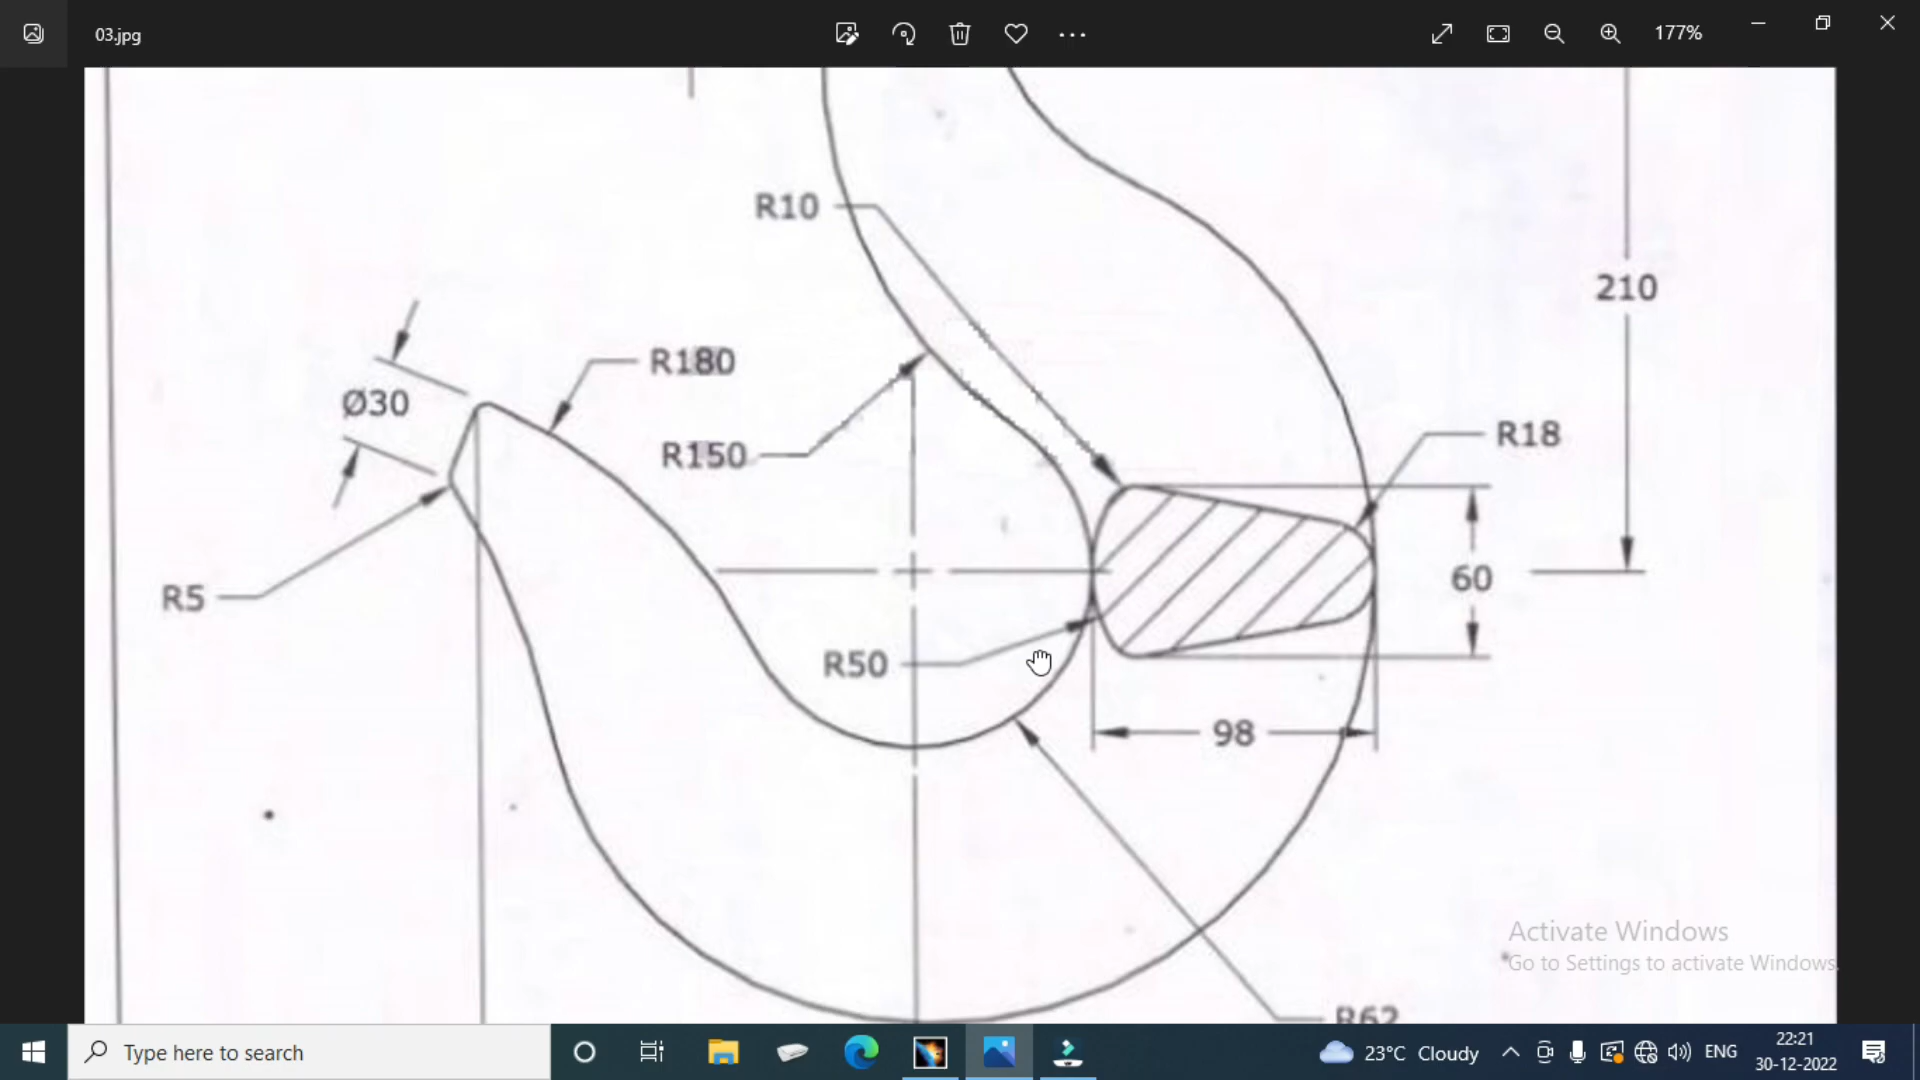 03.jpg
177%
R10
210
R180
Ø30
R150
R18
R5
60
R50
98
Activate Windows
Go to Settings to activate Windows.
R62
Type here to search
23°C Cloudy
ENG
22:21
30-12-2022